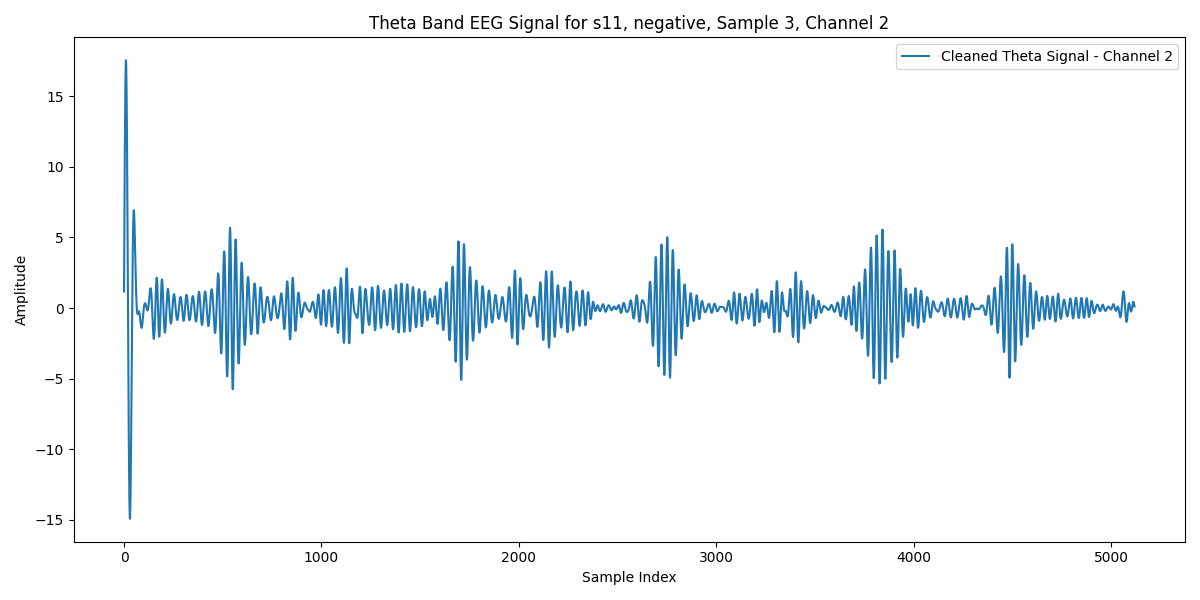 Theta Band EEG Signal for s11, negative, Sample 3, Channel 2
Cleaned Theta Signal - Channel 2
Amplitude
15
10
5
0
−5
−10
−15
0 1000 2000 3000 4000 5000
Sample Index